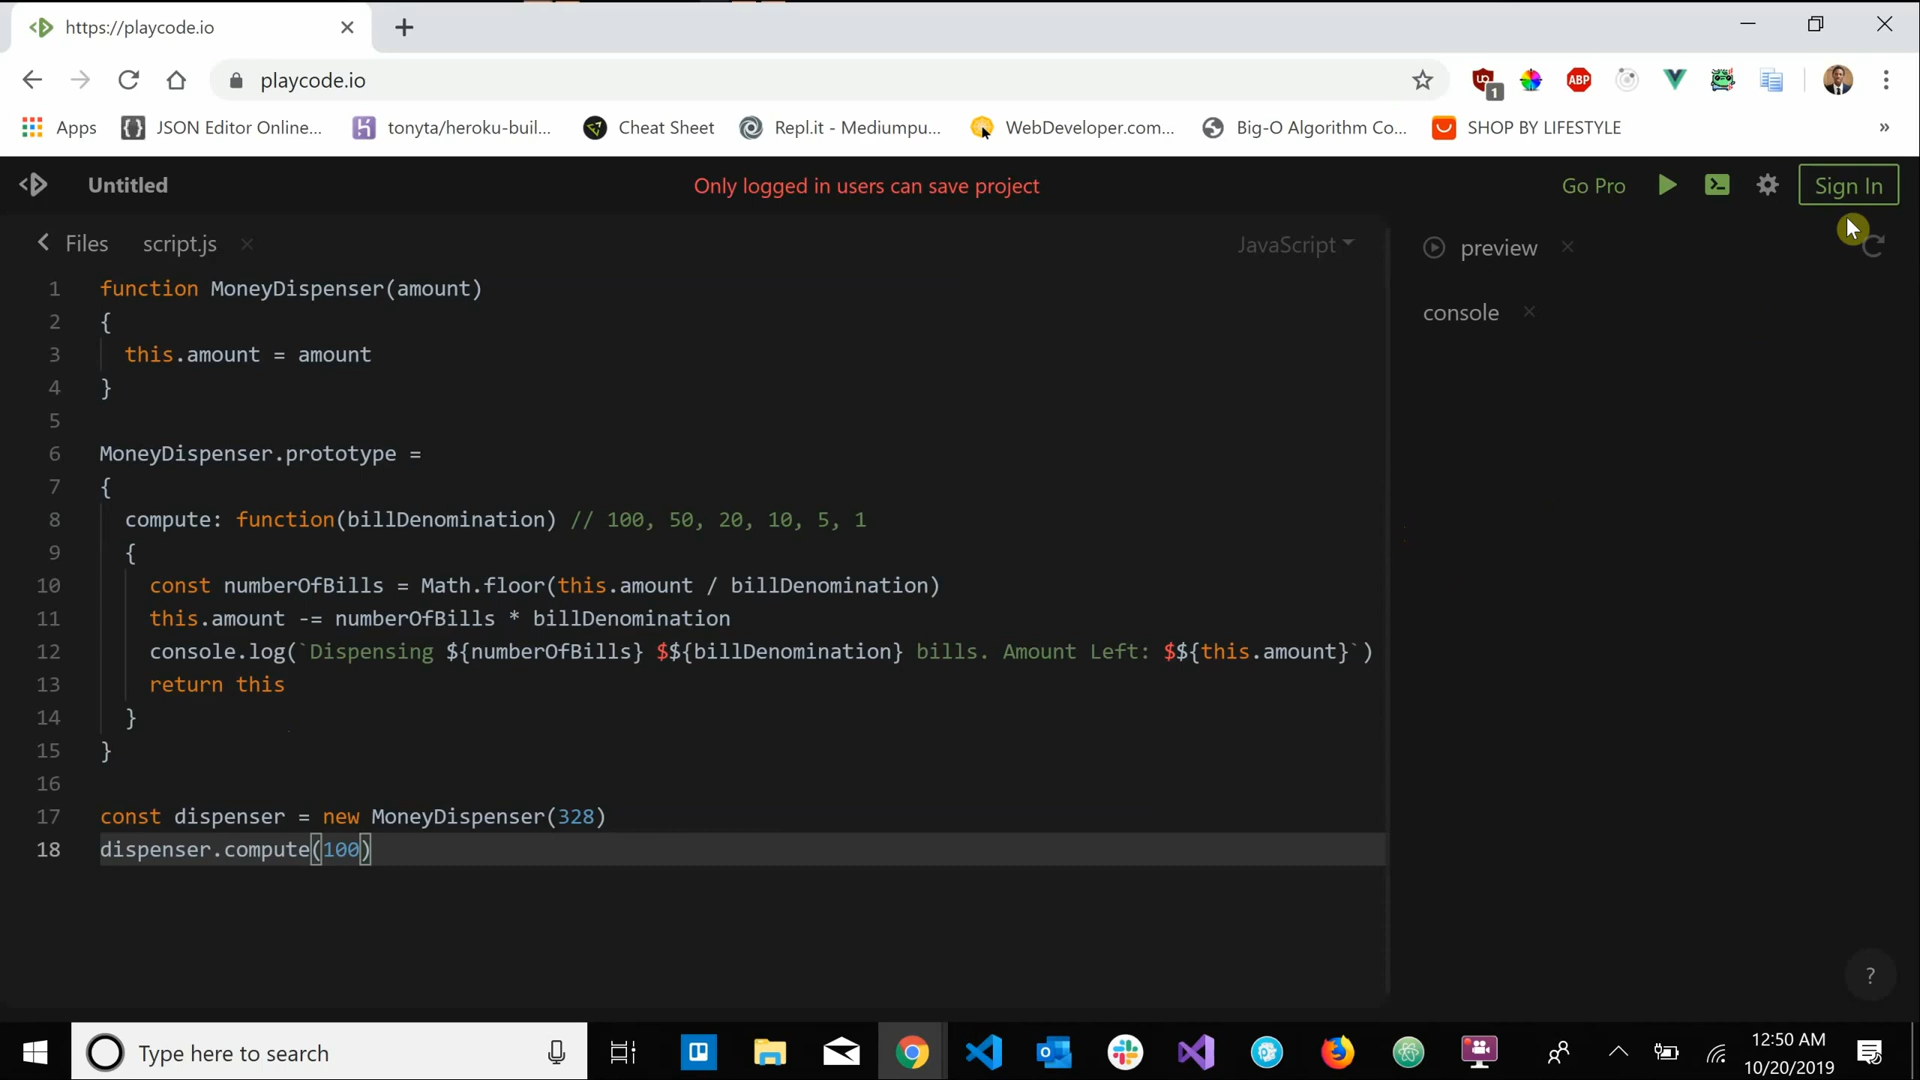 https://playcode.io
playcode.io
1
Apps
JSON Editor Online...
tonyta/heroku-buil...
Cheat Sheet
Repl.it - Mediumpu...
WebDeveloper.com...
Big-O Algorithm Co...
SHOP BY LIFESTYLE
»
Untitled
Only logged in users can save project
Go Pro
Sign In
Files
script.js
JavaScript
preview
console
1 function MoneyDispenser(amount)
2 {
3 this.amount = amount
4 }
5
6 MoneyDispenser.prototype =
7 {
8 compute: function(billDenomination) // 100, 50, 20, 10, 5, 1
9 {
10 const numberOfBills = Math.floor(this.amount / billDenomination)
11 this.amount -= numberOfBills * billDenomination
12 console.log(`Dispensing ${numberOfBills} $${billDenomination} bills. Amount Left: $${this.amount}`)
13 return this
14 }
15 }
16
17 const dispenser = new MoneyDispenser(328)
18 dispenser.compute(100)
?
Type here to search
12:50 AM
10/20/2019